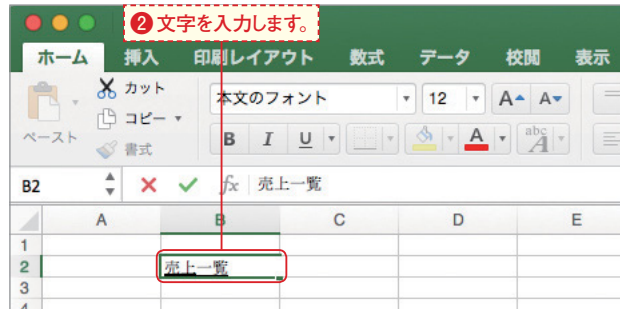 ❷文字を入力します。
ホーム 挿入 印刷レイアウト 数式 データ 校閲 表示
カット
本文のフォント 12 A A
コピー
ペースト
B I U A abc A
書式
B2 fx 売上一覧
A B C D E
1
2 売上一覧
3
4